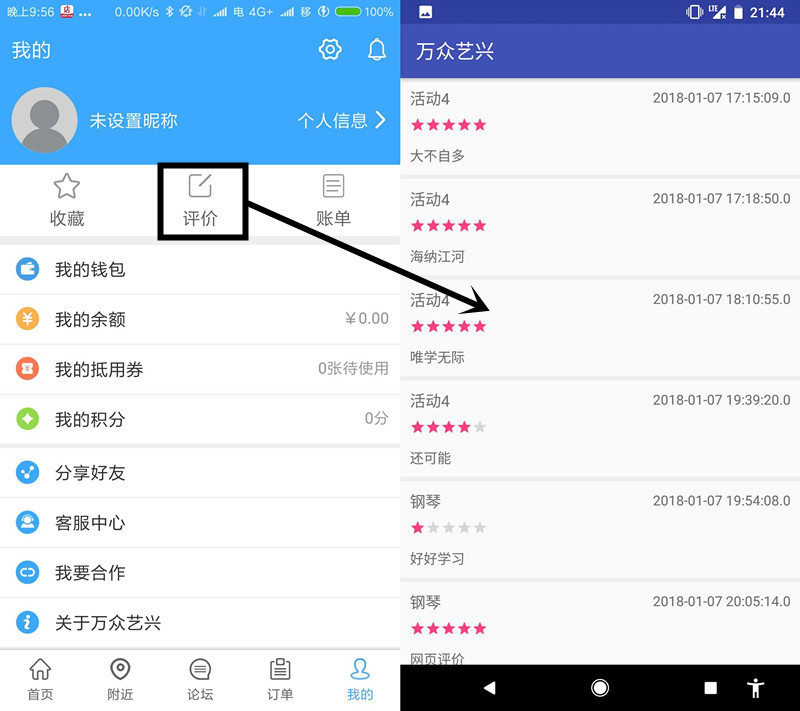 晚上9:56 店 ... 0.00K/s 电 4G+ 移 100%
我的
未设置昵称 个人信息
收藏 评价 账单
我的钱包
我的余额 ¥0.00
我的抵用券 0张待使用
我的积分 0分
分享好友
客服中心
我要合作
关于万众艺兴
首页 附近 论坛 订单 我的
LTE 21:44
万众艺兴
活动4 2018-01-07 17:15:09.0
大不自多
活动4 2018-01-07 17:18:50.0
海纳江河
活动4 2018-01-07 18:10:55.0
唯学无际
活动4 2018-01-07 19:39:20.0
还可能
钢琴 2018-01-07 19:54:08.0
好好学习
钢琴 2018-01-07 20:05:14.0
网页评价